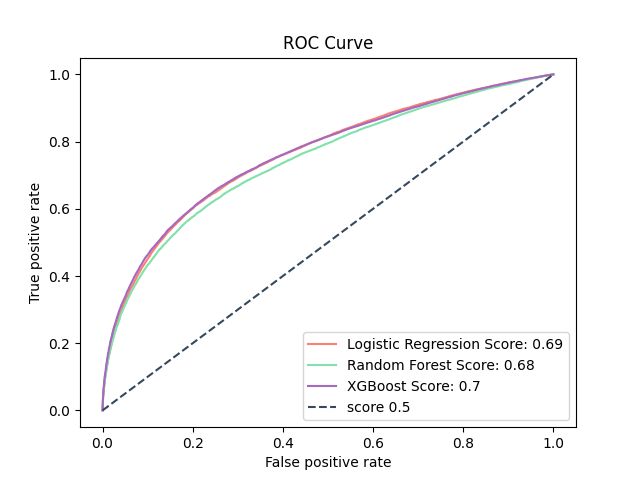 ROC Curve
True positive rate
1.0
0.8
0.6
0.4
0.2
0.0
Logistic Regression Score: 0.69
Random Forest Score: 0.68
XGBoost Score: 0.7
score 0.5
0.0 0.2 0.4 0.6 0.8 1.0
False positive rate